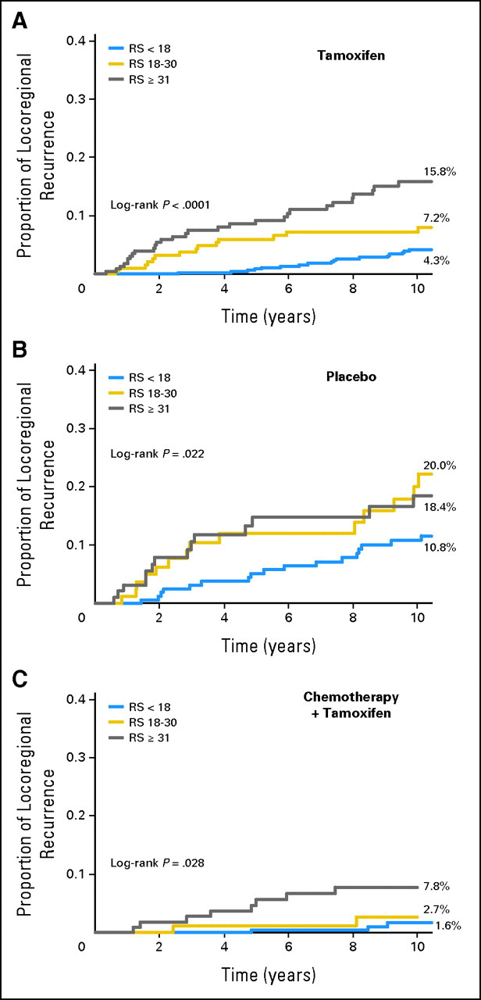 A
Tamoxifen
RS < 18
RS 18-30
RS ≥ 31
Log-rank P < .0001
15.8%
7.2%
4.3%
0.4
0.3
0.2
0.1
0
2
4
6
8
10
Proportion of Locoregional
Recurrence
Time (years)
B
Placebo
RS < 18
RS 18-30
RS ≥ 31
Log-rank P = .022
20.0%
18.4%
10.8%
0.4
0.3
0.2
0.1
0
2
4
6
8
10
Proportion of Locoregional
Recurrence
Time (years)
C
Chemotherapy
+ Tamoxifen
RS < 18
RS 18-30
RS ≥ 31
Log-rank P = .028
7.8%
2.7%
1.6%
0.4
0.3
0.2
0.1
0
2
4
6
8
10
Proportion of Locoregional
Recurrence
Time (years)